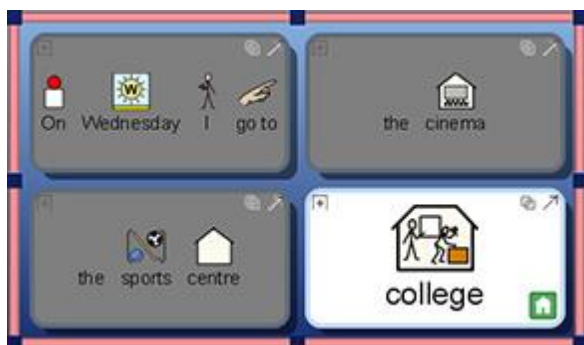 On Wednesday I go to
the cinema
the sports centre
college